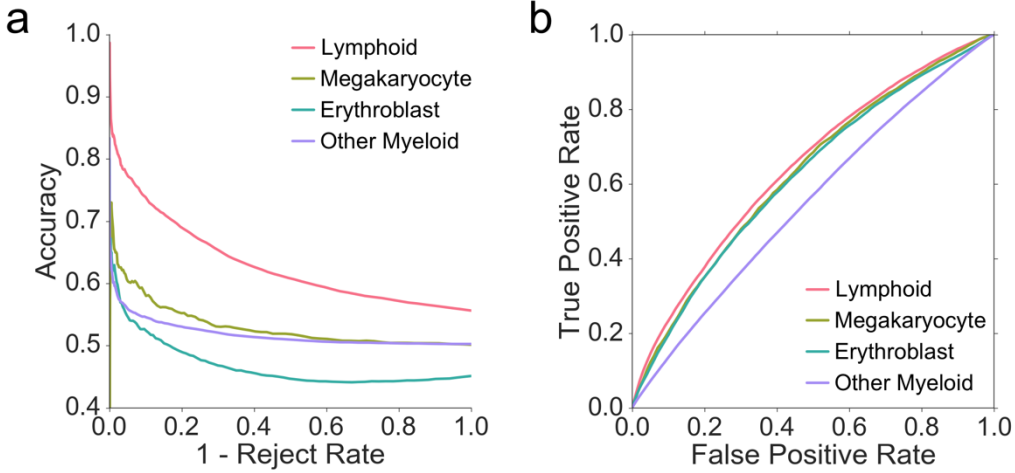 a
1.0
0.9
0.8
0.7
0.6
0.5
0.4
Accuracy
Lymphoid
Megakaryocyte
Erythroblast
Other Myeloid
0.0 0.2 0.4 0.6 0.8 1.0
1 - Reject Rate
b
1.0
0.8
0.6
0.4
0.2
0.0
True Positive Rate
Lymphoid
Megakaryocyte
Erythroblast
Other Myeloid
0.0 0.2 0.4 0.6 0.8 1.0
False Positive Rate